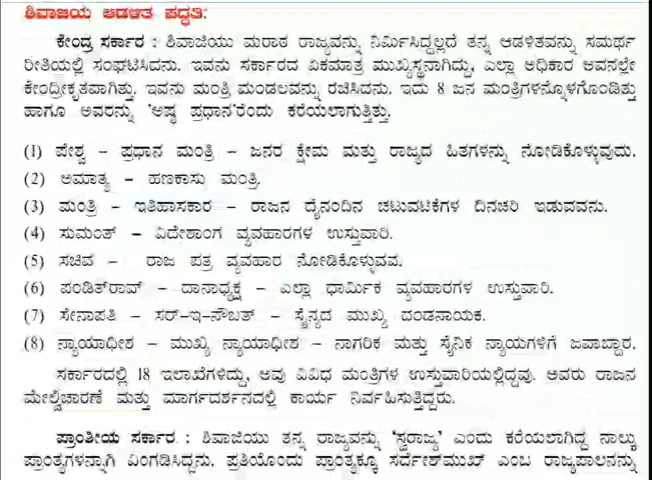 ಶಿವಾಜಿಯ ಆಡಳಿತ ಪದ್ಧತಿ:
ಕೇಂದ್ರ ಸರ್ಕಾರ : ಶಿವಾಜಿಯು ಮರಾಠ ರಾಜ್ಯವನ್ನು ನಿರ್ಮಿಸಿದ್ದಲ್ಲದೆ ತನ್ನ ಆಡಳಿತವನ್ನು ಸಮರ್ಥ
ರೀತಿಯಲ್ಲಿ ಸಂಘಟಿಸಿದನು. ಇವನು ಸರ್ಕಾರದ ಏಕಮಾತ್ರ ಮುಖ್ಯಸ್ಥನಾಗಿದ್ದು, ಎಲ್ಲಾ ಅಧಿಕಾರ ಅವನಲ್ಲೇ
ಕೇಂದ್ರೀಕೃತವಾಗಿತ್ತು. ಇವನು ಮಂತ್ರಿ ಮಂಡಲವನ್ನು ರಚಿಸಿದನು. ಇದು 8 ಜನ ಮಂತ್ರಿಗಳನ್ನೊಳಗೊಂಡಿತ್ತು
ಹಾಗೂ ಅವರನ್ನು 'ಅಷ್ಟ ಪ್ರಧಾನ'ರೆಂದು ಕರೆಯಲಾಗುತ್ತಿತ್ತು.
(1) ಪೇಶ್ವ – ಪ್ರಧಾನ ಮಂತ್ರಿ – ಜನರ ಕ್ಷೇಮ ಮತ್ತು ರಾಜ್ಯದ ಹಿತಗಳನ್ನು ನೋಡಿಕೊಳ್ಳುವುದು.
(2) ಅಮಾತ್ಯ – ಹಣಕಾಸು ಮಂತ್ರಿ.
(3) ಮಂತ್ರಿ – ಇತಿಹಾಸಕಾರ – ರಾಜನ ದೈನಂದಿನ ಚಟುವಟಿಕೆಗಳ ದಿನಚರಿ ಇಡುವವನು.
(4) ಸುಮಂತ್ – ವಿದೇಶಾಂಗ ವ್ಯವಹಾರಗಳ ಉಸ್ತುವಾರಿ.
(5) ಸಚಿವ – ರಾಜ ಪತ್ರ ವ್ಯವಹಾರ ನೋಡಿಕೊಳ್ಳುವವ.
(6) ಪಂಡಿತ್‌ರಾವ್ – ದಾನಾಧ್ಯಕ್ಷ – ಎಲ್ಲಾ ಧಾರ್ಮಿಕ ವ್ಯವಹಾರಗಳ ಉಸ್ತುವಾರಿ.
(7) ಸೇನಾಪತಿ – ಸರ್-ಇ-ನೌಬತ್ – ಸೈನ್ಯದ ಮುಖ್ಯ ದಂಡನಾಯಕ.
(8) ನ್ಯಾಯಾಧೀಶ – ಮುಖ್ಯ ನ್ಯಾಯಾಧೀಶ – ನಾಗರಿಕ ಮತ್ತು ಸೈನಿಕ ನ್ಯಾಯಗಳಿಗೆ ಜವಾಬ್ದಾರ.
ಸರ್ಕಾರದಲ್ಲಿ 18 ಇಲಾಖೆಗಳಿದ್ದು, ಅವು ವಿವಿಧ ಮಂತ್ರಿಗಳ ಉಸ್ತುವಾರಿಯಲ್ಲಿದ್ದವು. ಅವರು ರಾಜನ
ಮೇಲ್ವಿಚಾರಣೆ ಮತ್ತು ಮಾರ್ಗದರ್ಶನದಲ್ಲಿ ಕಾರ್ಯ ನಿರ್ವಹಿಸುತ್ತಿದ್ದರು.
ಪ್ರಾಂತೀಯ ಸರ್ಕಾರ : ಶಿವಾಜಿಯು ತನ್ನ ರಾಜ್ಯವನ್ನು 'ಸ್ವರಾಜ್ಯ' ಎಂದು ಕರೆಯಲಾಗಿದ್ದ ನಾಲ್ಕು
ಪ್ರಾಂತ್ಯಗಳನ್ನಾಗಿ ವಿಂಗಡಿಸಿದ್ದನು. ಪ್ರತಿಯೊಂದು ಪ್ರಾಂತ್ಯಕ್ಕೂ ಸರ್ದೇಶ್‌ಮುಖ್ ಎಂಬ ರಾಜ್ಯಪಾಲನನ್ನು